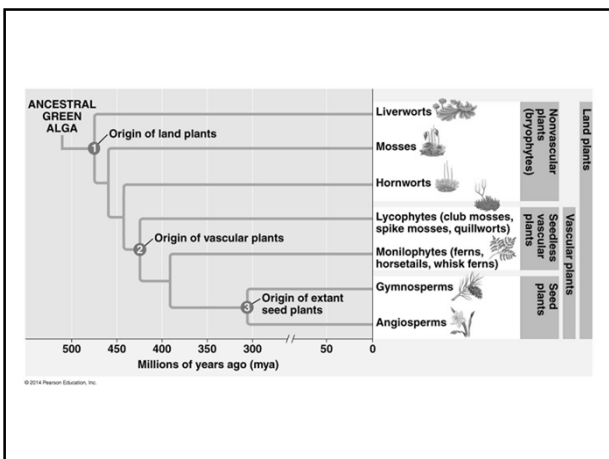 ANCESTRAL
GREEN
ALGA
1
Origin of land plants
2
Origin of vascular plants
3
Origin of extant
seed plants
Liverworts
Mosses
Hornworts
Lycophytes (club mosses,
spike mosses, quillworts)
Monilophytes (ferns,
horsetails, whisk ferns)
Gymnosperms
Angiosperms
Nonvascular
plants
(bryophytes)
Seedless
vascular
plants
Seed
plants
Vascular plants
Land plants
500 450 400 350 300 50 0
Millions of years ago (mya)
© 2014 Pearson Education, Inc.